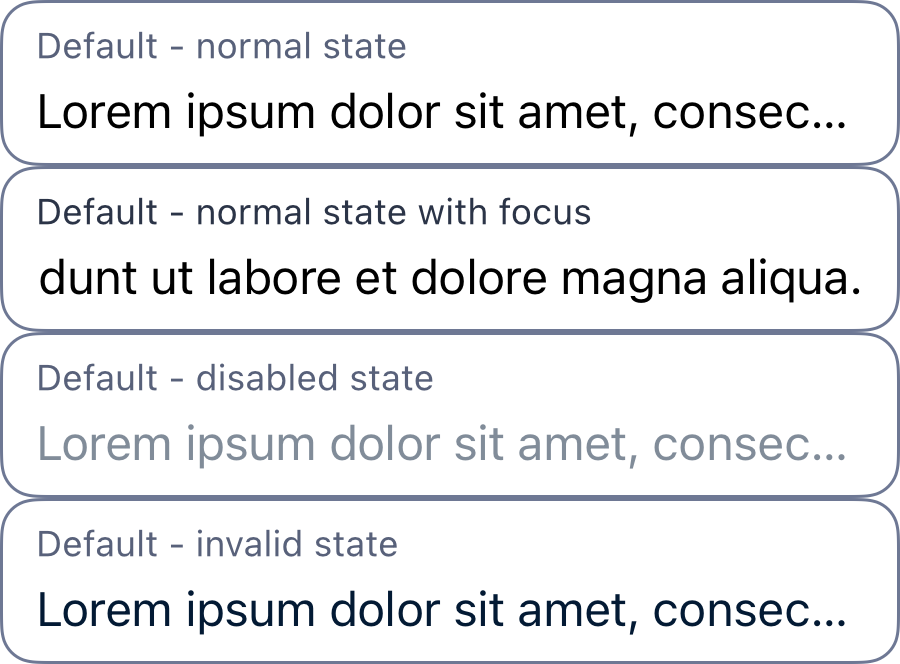 Default - normal state
Lorem ipsum dolor sit amet, consec...
Default - normal state with focus
dunt ut labore et dolore magna aliqua.
Default - disabled state
Lorem ipsum dolor sit amet, consec...
Default - invalid state
Lorem ipsum dolor sit amet, consec...